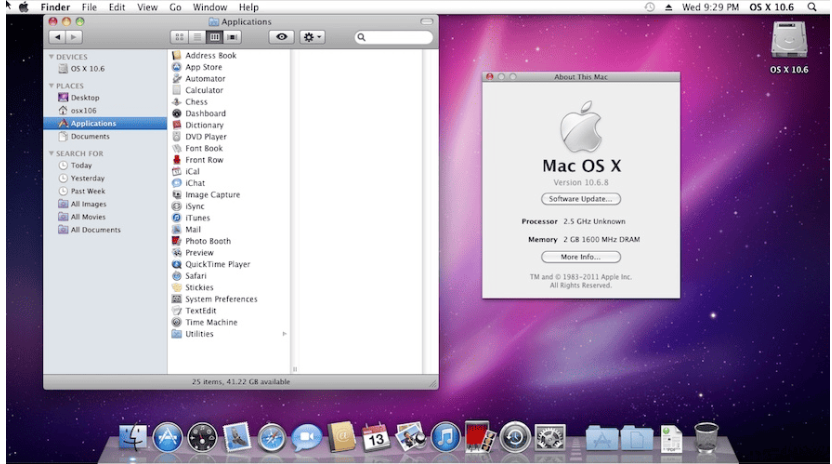 Finder File Edit View Go Window Help
Wed 9:29 PM OS X 10.6
Applications
DEVICES
OS X 10.6
PLACES
Desktop
osx106
Applications
Documents
SEARCH FOR
Today
Yesterday
Past Week
All Images
All Movies
All Documents
Address Book
App Store
Automator
Calculator
Chess
Dashboard
Dictionary
DVD Player
Font Book
Front Row
iCal
iChat
Image Capture
iSync
iTunes
Mail
Photo Booth
Preview
QuickTime Player
Safari
Stickies
System Preferences
TextEdit
Time Machine
Utilities
25 items, 41.22 GB available
About This Mac
Mac OS X
Version 10.6.8
Software Update...
Processor 2.5 GHz Unknown
Memory 2 GB 1600 MHz DRAM
More Info...
TM and © 1983-2011 Apple Inc.
All Rights Reserved.
OS X 10.6
13